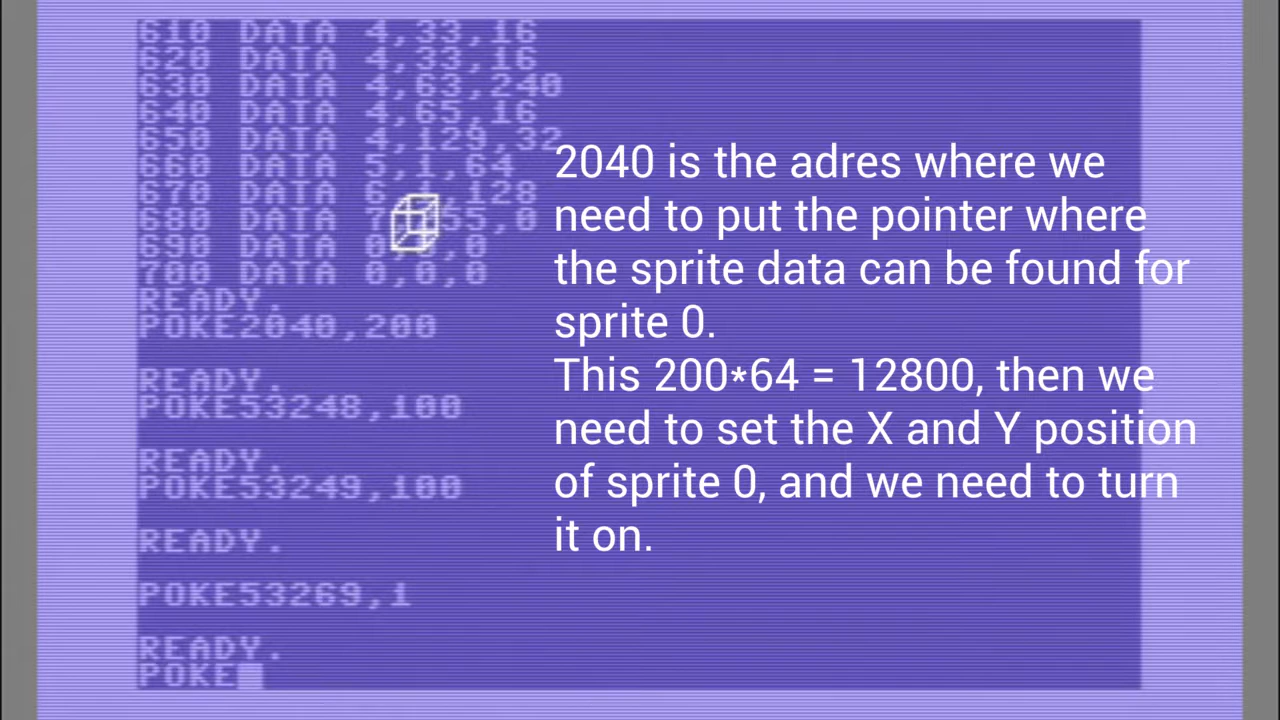 610 DATA 4,33,16
620 DATA 4,33,16
630 DATA 4,63,240
640 DATA 4,65,16
650 DATA 4,129,32
660 DATA 5,1,64
670 DATA 6,1,128
680 DATA 7,255,0
690 DATA 0,0,0
700 DATA 0,0,0
READY.
POKE2040,200
READY.
POKE53248,100
READY.
POKE53249,100
READY.
POKE53269,1
READY.
POKE
2040 is the adres where we
need to put the pointer where
the sprite data can be found for
sprite 0.
This 200*64 = 12800, then we
need to set the X and Y position
of sprite 0, and we need to turn
it on.